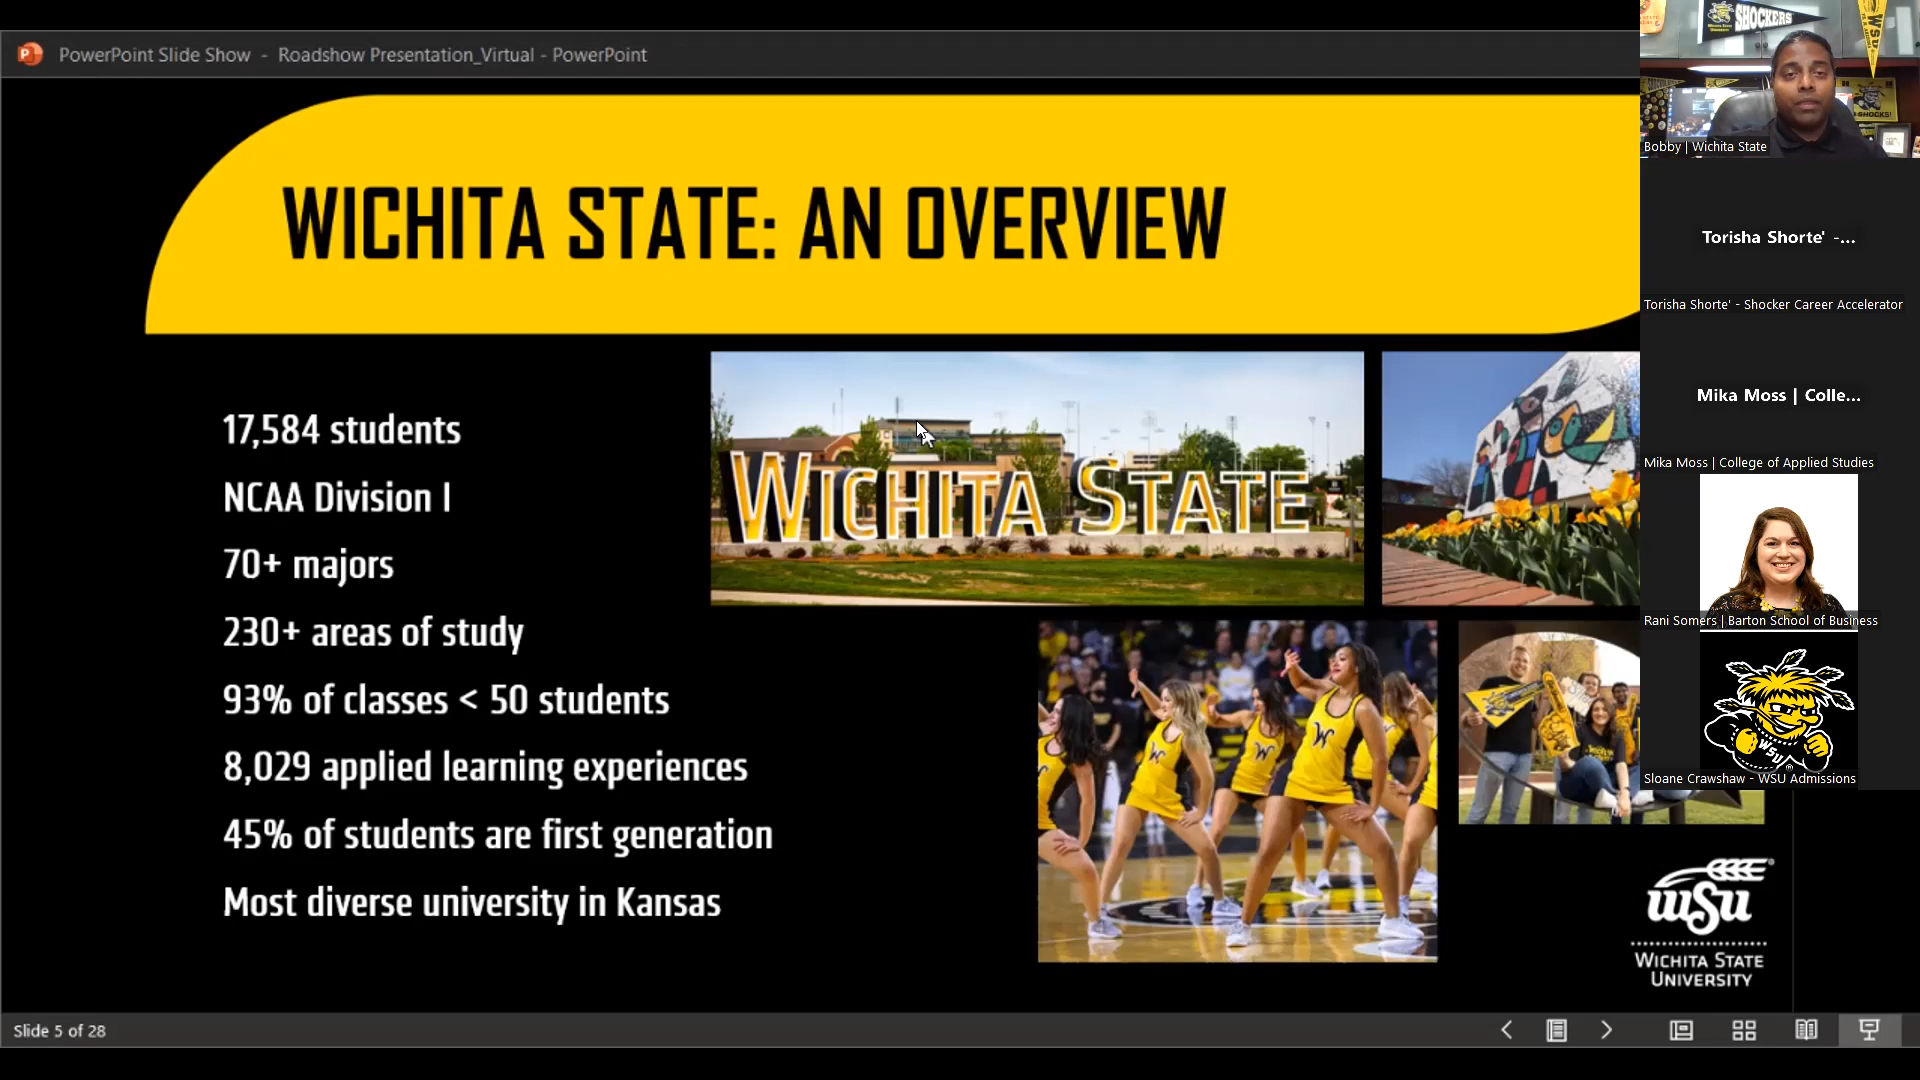 PowerPoint Slide Show - Roadshow Presentation_Virtual - PowerPoint
WICHITA STATE: AN OVERVIEW
17,584 students
NCAA Division I
70+ majors
230+ areas of study
93% of classes < 50 students
8,029 applied learning experiences
45% of students are first generation
Most diverse university in Kansas
WICHITA STATE
WSU
WICHITA STATE
UNIVERSITY
Slide 5 of 28
SHOCKERS
WSU
Bobby | Wichita State
Torisha Shorte' -...
Torisha Shorte' - Shocker Career Accelerator
Mika Moss | Colle...
Mika Moss | College of Applied Studies
Rani Somers | Barton School of Business
WSU
Sloane Crawshaw - WSU Admissions